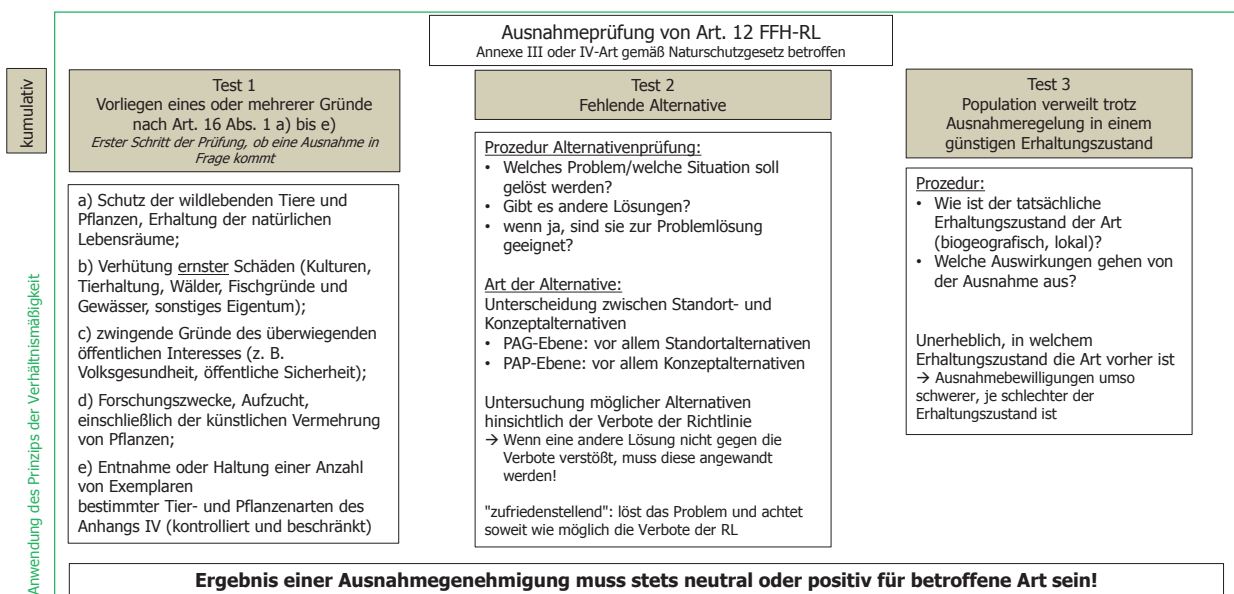 Ausnahmeprüfung von Art. 12 FFH-RL
Annexe III oder IV-Art gemäß Naturschutzgesetz betroffen
kumulativ
Test 1
Vorliegen eines oder mehrerer Gründe
nach Art. 16 Abs. 1 a) bis e)
Erster Schritt der Prüfung, ob eine Ausnahme in
Frage kommt
a) Schutz der wildlebenden Tiere und
Pflanzen, Erhaltung der natürlichen
Lebensräume;
b) Verhütung ernster Schäden (Kulturen,
Tierhaltung, Wälder, Fischgründe und
Gewässer, sonstiges Eigentum);
c) zwingende Gründe des überwiegenden
öffentlichen Interesses (z. B.
Volksgesundheit, öffentliche Sicherheit);
d) Forschungszwecke, Aufzucht,
einschließlich der künstlichen Vermehrung
von Pflanzen;
e) Entnahme oder Haltung einer Anzahl
von Exemplaren
bestimmter Tier- und Pflanzenarten des
Anhangs IV (kontrolliert und beschränkt)
Test 2
Fehlende Alternative
Prozedur Alternativenprüfung:
• Welches Problem/welche Situation soll
gelöst werden?
• Gibt es andere Lösungen?
• wenn ja, sind sie zur Problemlösung
geeignet?
Art der Alternative:
Unterscheidung zwischen Standort- und
Konzeptalternativen
• PAG-Ebene: vor allem Standortalternativen
• PAP-Ebene: vor allem Konzeptalternativen
Untersuchung möglicher Alternativen
hinsichtlich der Verbote der Richtlinie
→ Wenn eine andere Lösung nicht gegen die
Verbote verstößt, muss diese angewandt
werden!
"zufriedenstellend": löst das Problem und achtet
soweit wie möglich die Verbote der RL
Test 3
Population verweilt trotz
Ausnahmeregelung in einem
günstigen Erhaltungszustand
Prozedur:
• Wie ist der tatsächliche
Erhaltungszustand der Art
(biogeografisch, lokal)?
• Welche Auswirkungen gehen von
der Ausnahme aus?
Unerheblich, in welchem
Erhaltungszustand die Art vorher ist
→ Ausnahmebewilligungen umso
schwerer, je schlechter der
Erhaltungszustand ist
Anwendung des Prinzips der Verhältnismäßigkeit
Ergebnis einer Ausnahmegenehmigung muss stets neutral oder positiv für betroffene Art sein!